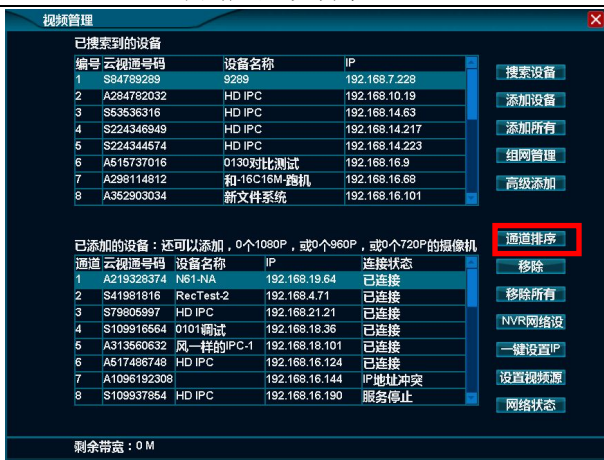 视频管理
已搜索到的设备
编号 云视通号码 设备名称 IP
1 S84789289 9289 192.168.7.228
2 A284782032 HD IPC 192.168.10.19
3 S53536316 HD IPC 192.168.14.63
4 S224346949 HD IPC 192.168.14.217
5 S224344574 HD IPC 192.168.14.223
6 A515737016 0130对比测试 192.168.16.9
7 A298114812 和-16C16M-跑机 192.168.16.68
8 A352903034 新文件系统 192.168.16.101
搜索设备
添加设备
添加所有
组网管理
高级添加
已添加的设备：还可以添加，0个1080P，或0个960P，或0个720P的摄像机
通道 云视通号码 设备名称 IP 连接状态
1 A219328374 N61-NA 192.168.19.64 已连接
2 S41981816 RecTest-2 192.168.4.71 已连接
3 S79805997 HD IPC 192.168.21.21 已连接
4 S109916564 0101调试 192.168.18.36 已连接
5 A313560632 风一样的IPC-1 192.168.18.101 已连接
6 A517486748 HD IPC 192.168.16.124 已连接
7 A1096192308 192.168.16.144 IP地址冲突
8 S109937854 HD IPC 192.168.16.190 服务停止
通道排序
移除
移除所有
NVR网络设
一键设置IP
设置视频源
网络状态
剩余带宽：0 M